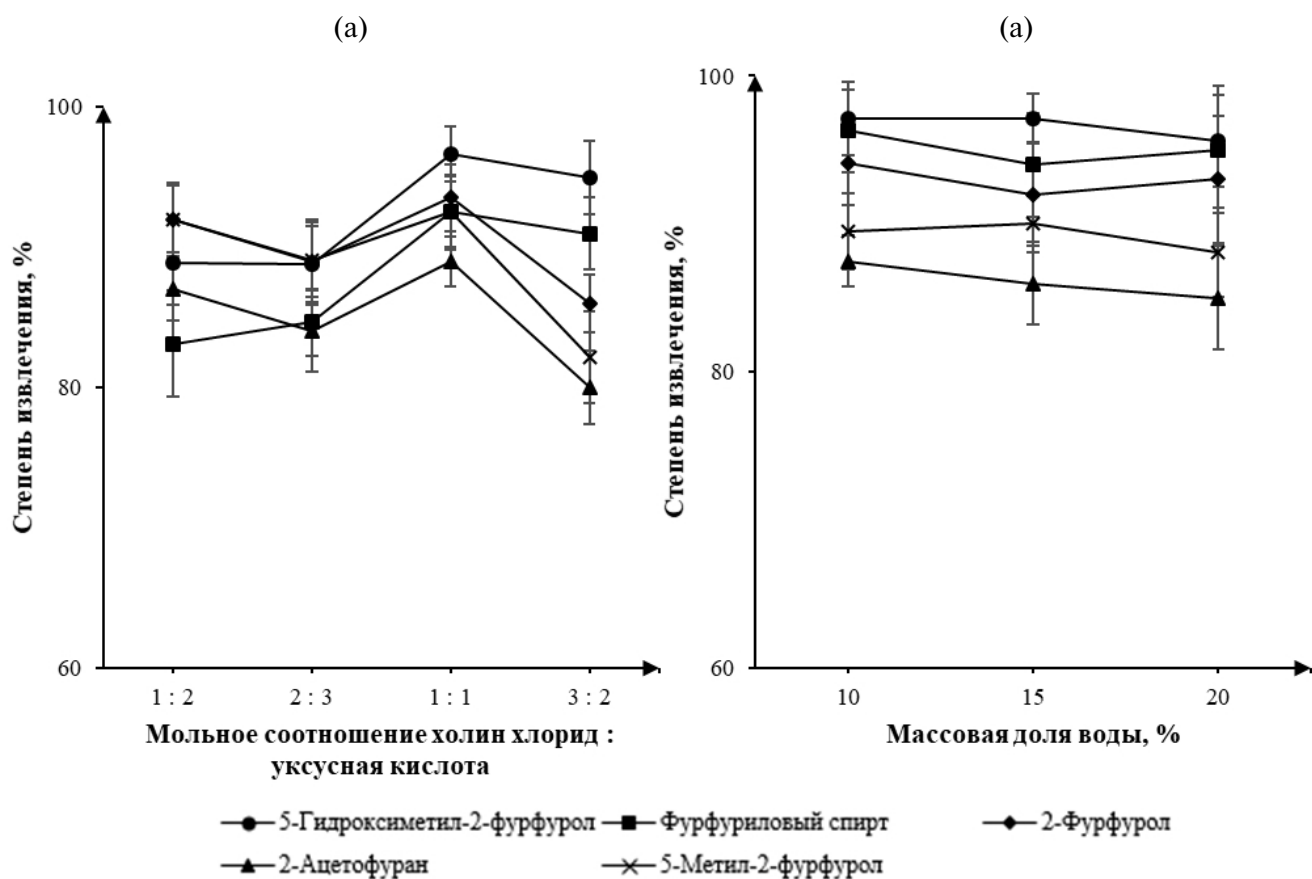 (а)
100
80
60
Степень извлечения, %
1 : 2 2 : 3 1 : 1 3 : 2
Мольное соотношение холин хлорид :
уксусная кислота
(а)
100
80
60
Степень извлечения, %
10 15 20
Массовая доля воды, %
5-Гидроксиметил-2-фурфурол Фурфуриловый спирт 2-Фурфурол
2-Ацетофуран 5-Метил-2-фурфурол